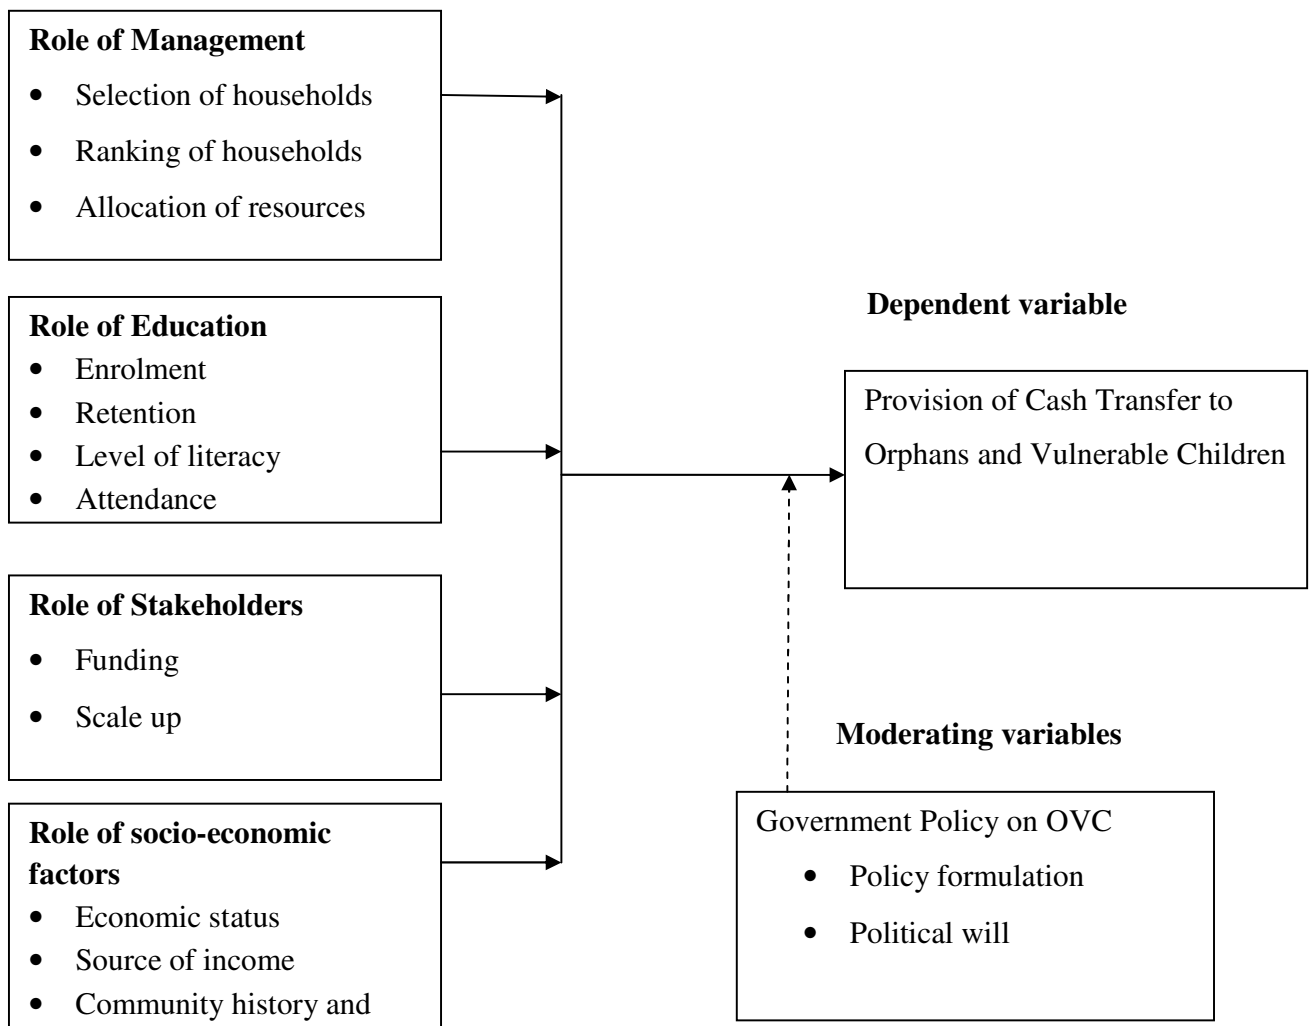 Role of Management
• Selection of households
• Ranking of households
• Allocation of resources
Role of Education
• Enrolment
• Retention
• Level of literacy
• Attendance
Role of Stakeholders
• Funding
• Scale up
Role of socio-economic
factors
• Economic status
• Source of income
• Community history and
Dependent variable
Provision of Cash Transfer to
Orphans and Vulnerable Children
Moderating variables
Government Policy on OVC
• Policy formulation
• Political will